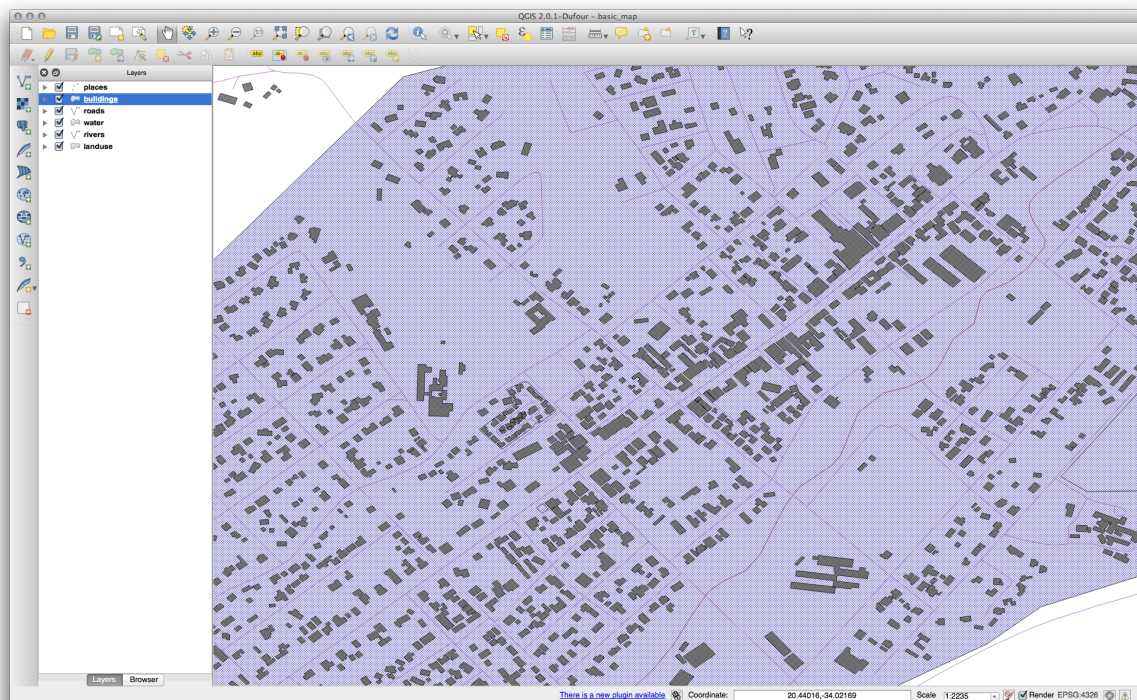 QGIS 2.0.1-Dufour - basic_map
Layers
places
buildings
roads
water
rivers
landuse
Layers Browser
There is a new plugin available Coordinate: 20.44016,-34.02169 Scale 1:2235 Render EPSG:4326